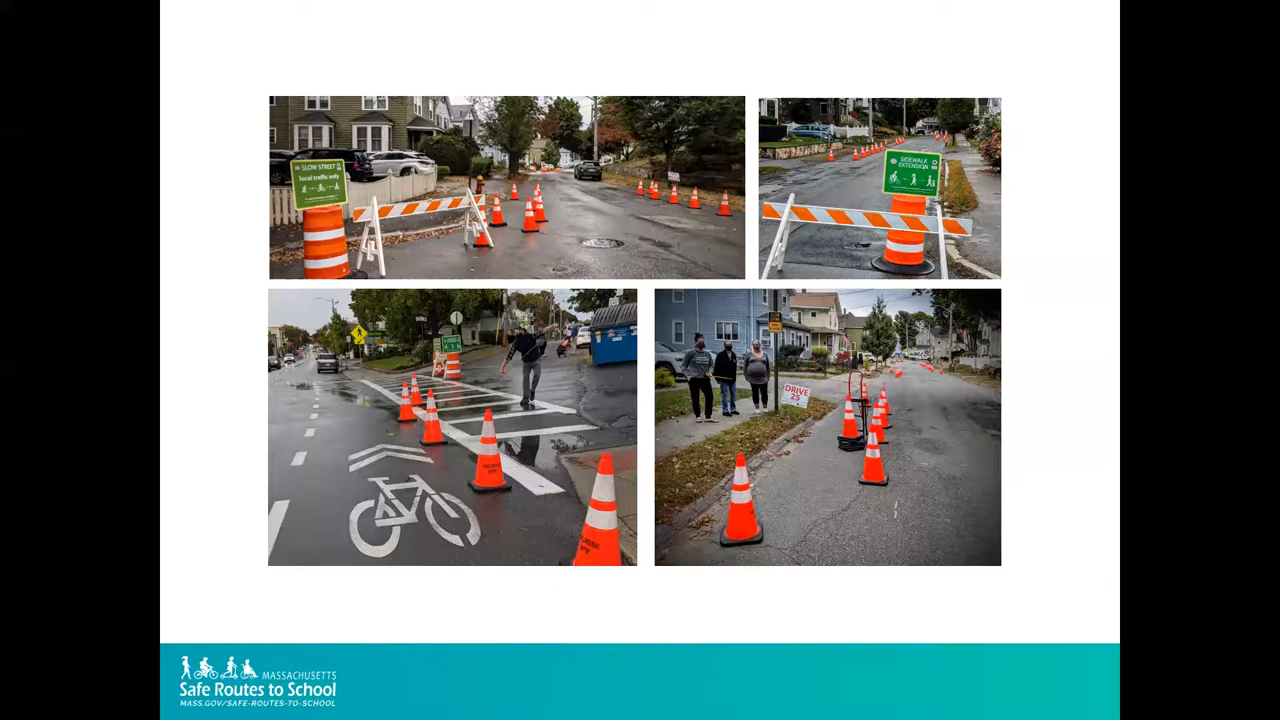 SLOW STREET
local traffic only
SIDEWALK
EXTENSION
DRIVE
25
MASSACHUSETTS
Safe Routes to School
MASS.GOV/SAFE-ROUTES-TO-SCHOOL